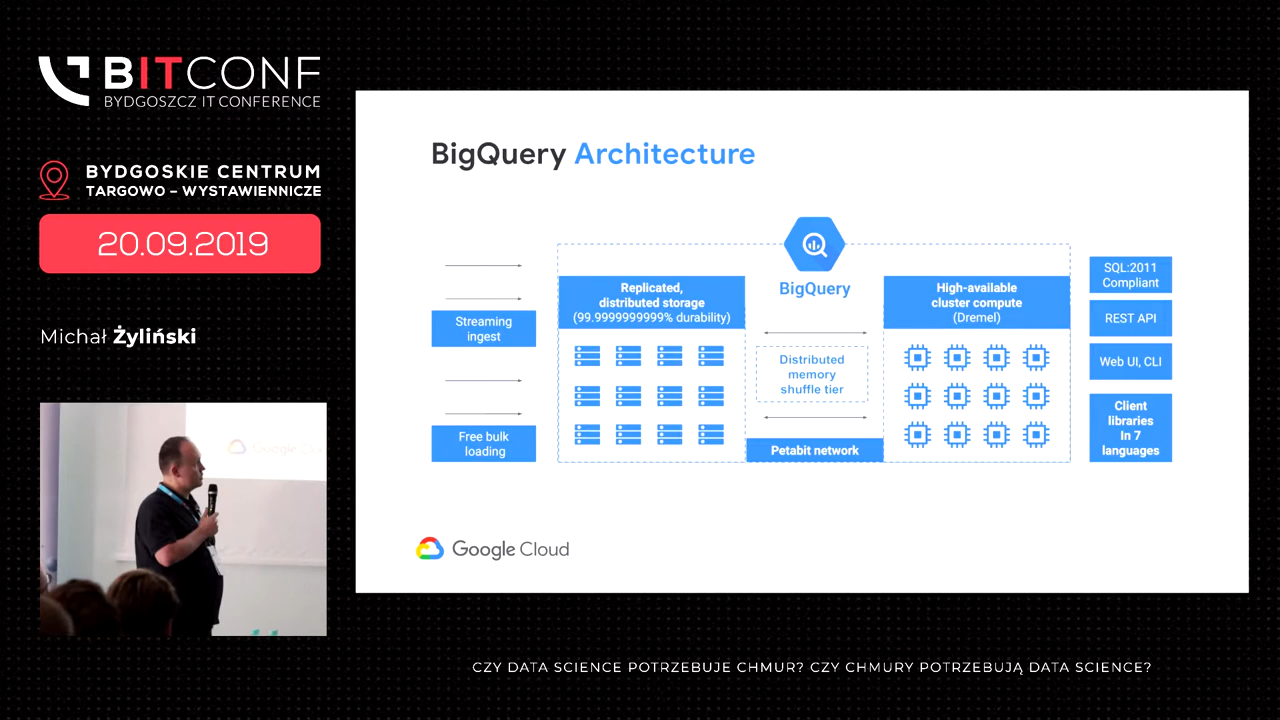 BITCONF
BYDGOSZCZ IT CONFERENCE
BYDGOSKIE CENTRUM
TARGOWO – WYSTAWIENNICZE
20.09.2019
Michał Żyliński
Google Cloud
BigQuery Architecture
Streaming
ingest
Free bulk
loading
Replicated,
distributed storage
(99.9999999999% durability)
BigQuery
Distributed
memory
shuffle tier
Petabit network
High-available
cluster compute
(Dremel)
SQL:2011
Compliant
REST API
Web UI, CLI
Client
libraries
In 7
languages
Google Cloud
CZY DATA SCIENCE POTRZEBUJE CHMUR? CZY CHMURY POTRZEBUJĄ DATA SCIENCE?